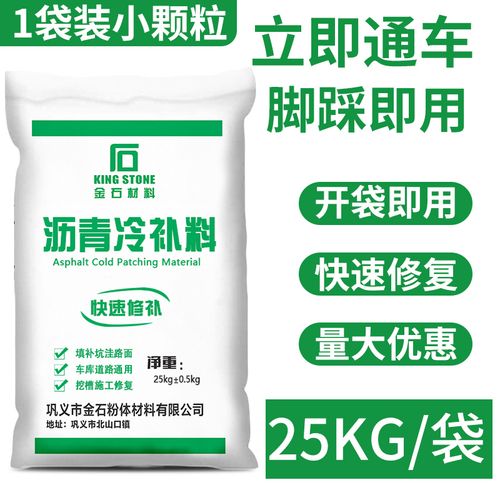 1袋装小颗粒
立即通车
脚踩即用
KING STONE
金石材料
沥青冷补料
Asphalt Cold Patching Material
快速修补
填补坑洼路面
车库道路通用
挖槽施工修复
净重:
25kg±0.5kg
巩义市金石粉体材料有限公司
地址: 巩义市北山口镇
开袋即用
快速修复
量大优惠
25KG/袋